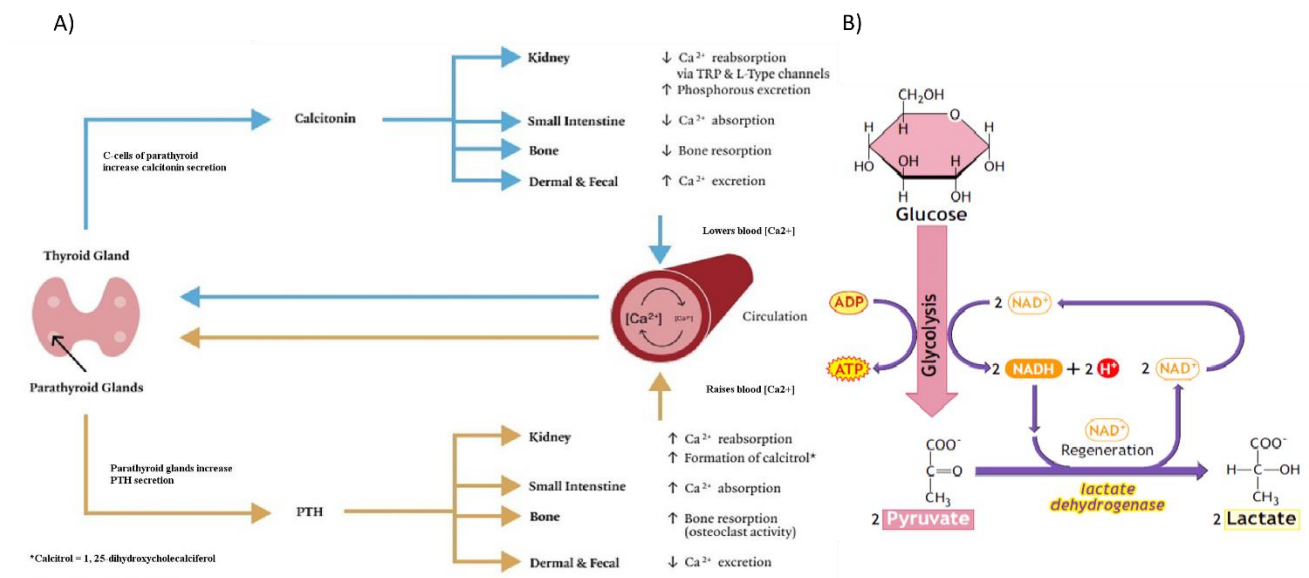 A)
Kidney
↓ Ca²⁺ reabsorption
via TRP & L-Type channels
↑ Phosphorous excretion
Calcitonin
Small Intenstine
↓ Ca²⁺ absorption
C-cells of parathyroid
increase calcitonin secretion
Bone
↓ Bone resorption
Dermal & Fecal
↑ Ca²⁺ excretion
Lowers blood [Ca2+]
Thyroid Gland
[Ca²⁺]
[Ca²⁺]
Circulation
Parathyroid Glands
Raises blood [Ca2+]
Kidney
↑ Ca²⁺ reabsorption
↑ Formation of calcitrol*
Parathyroid glands increase
PTH secretion
Small Intenstine
↑ Ca²⁺ absorption
PTH
Bone
↑ Bone resorption
(osteoclast activity)
Dermal & Fecal
↓ Ca²⁺ excretion
*Calcitrol = 1, 25-dihydroxycholecalciferol
B)
CH₂OH
O
H
H
H
HO
OH
H
OH
H
OH
Glucose
ADP
2 NAD⁺
Glycolysis
ATP
2 NADH + 2 H⁺
2 NAD⁺
NAD⁺
Regeneration
COO⁻
C=O
CH₃
2 Pyruvate
lactate
dehydrogenase
COO⁻
H–C–OH
CH₃
2 Lactate